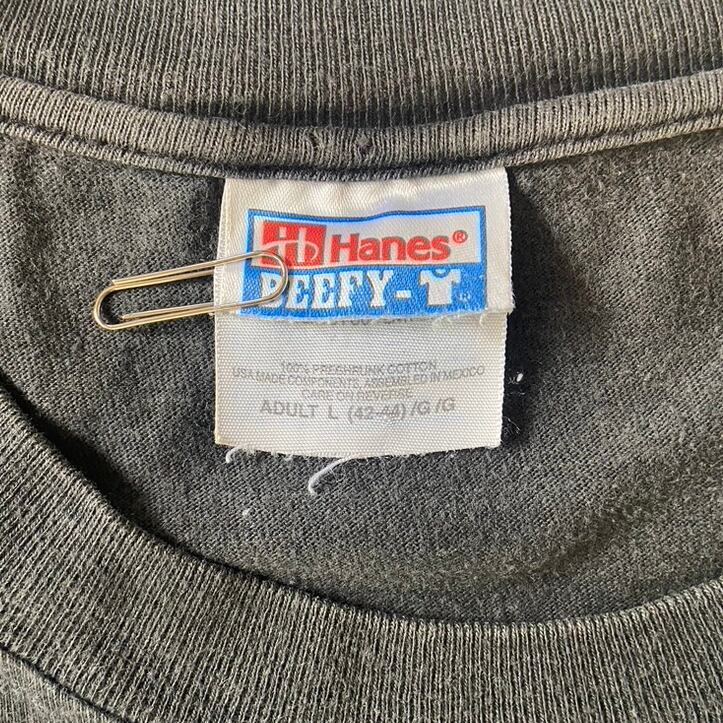 Hanes®
BEEFY-
100% PRESHRUNK COTTON
USA MADE COMPONENTS, ASSEMBLED IN MEXICO
CARE ON REVERSE
ADULT L (42-44) /G /G